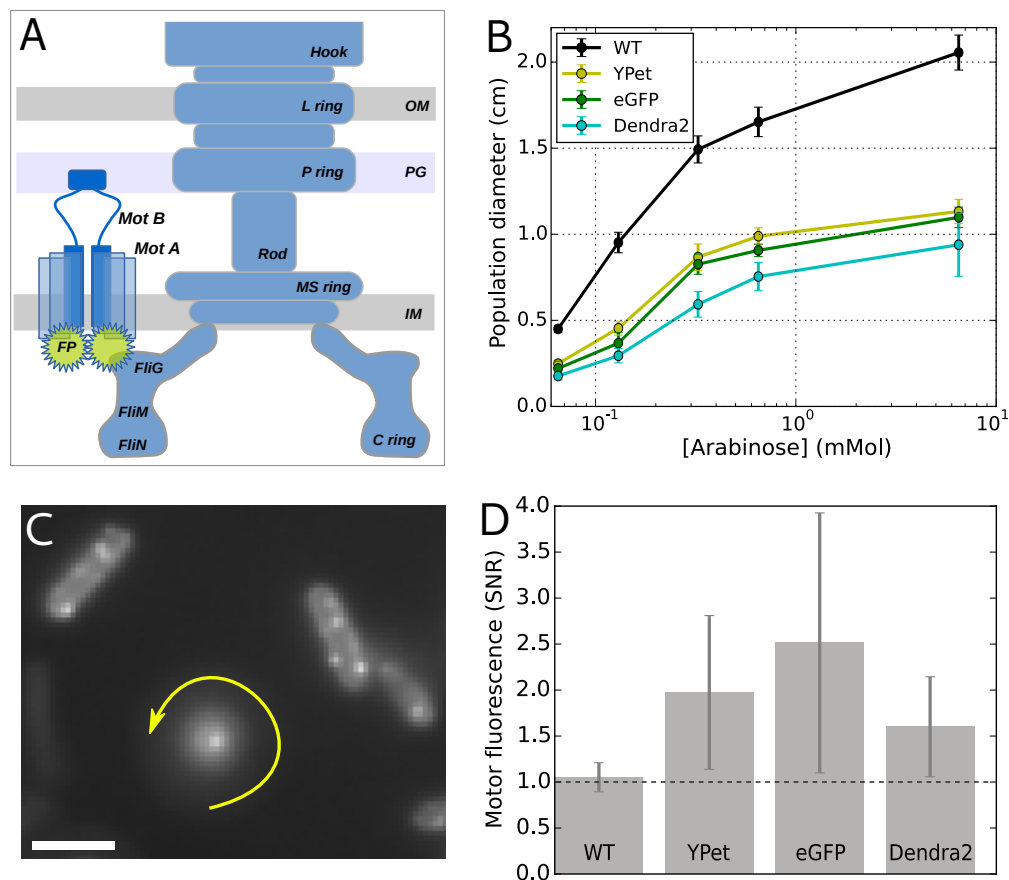 A
Hook
L ring
OM
P ring
PG
Mot B
Mot A
Rod
MS ring
IM
FP
FliG
FliM
FliN
C ring
B
WT
YPet
eGFP
Dendra2
Population diameter (cm)
2.0
1.5
1.0
0.5
0.0
10⁻¹
10⁰
10¹
[Arabinose] (mMol)
C
D
Motor fluorescence (SNR)
4.0
3.5
3.0
2.5
2.0
1.5
1.0
0.5
0.0
WT
YPet
eGFP
Dendra2